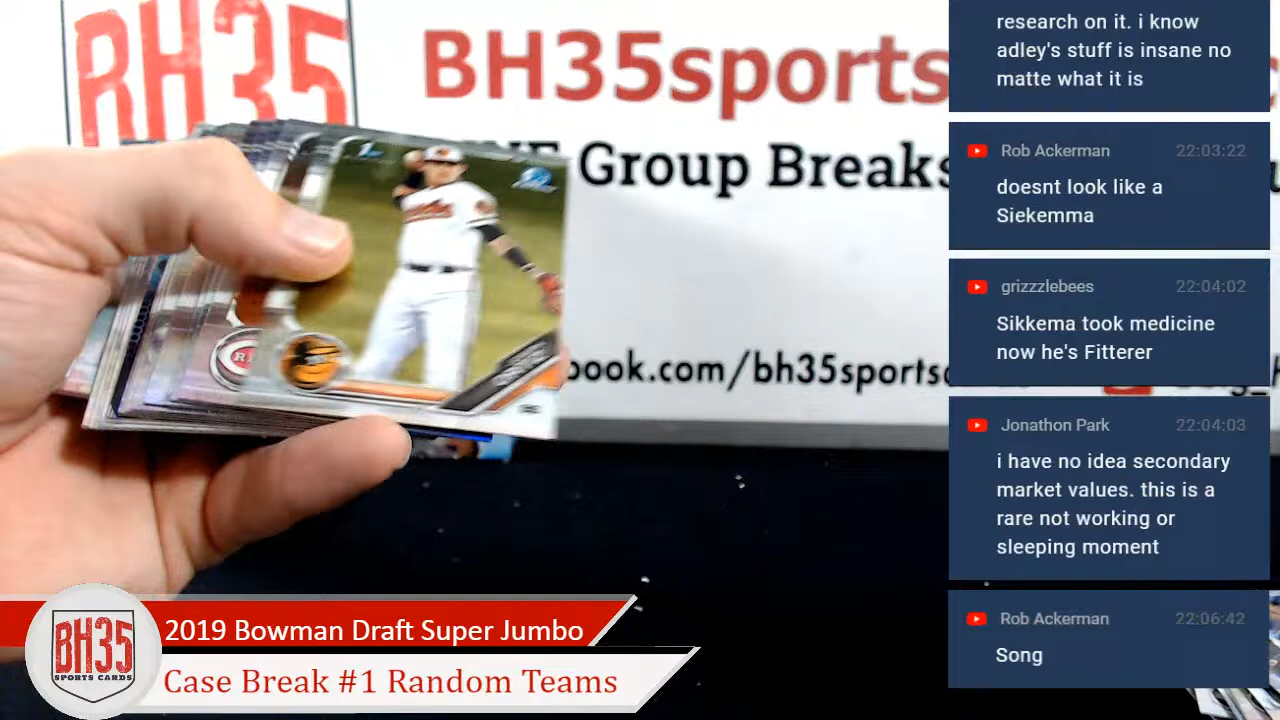 BH35
BH35sports
Group Breaks
book.com/bh35sports
1st
R
research on it. i know
adley's stuff is insane no
matte what it is
Rob Ackerman 22:03:22
doesnt look like a
Siekemma
grizzzlebees 22:04:02
Sikkema took medicine
now he's Fitterer
Jonathon Park 22:04:03
i have no idea secondary
market values. this is a
rare not working or
sleeping moment
Rob Ackerman 22:06:42
Song
BH35
SPORTS CARDS
2019 Bowman Draft Super Jumbo
Case Break #1 Random Teams